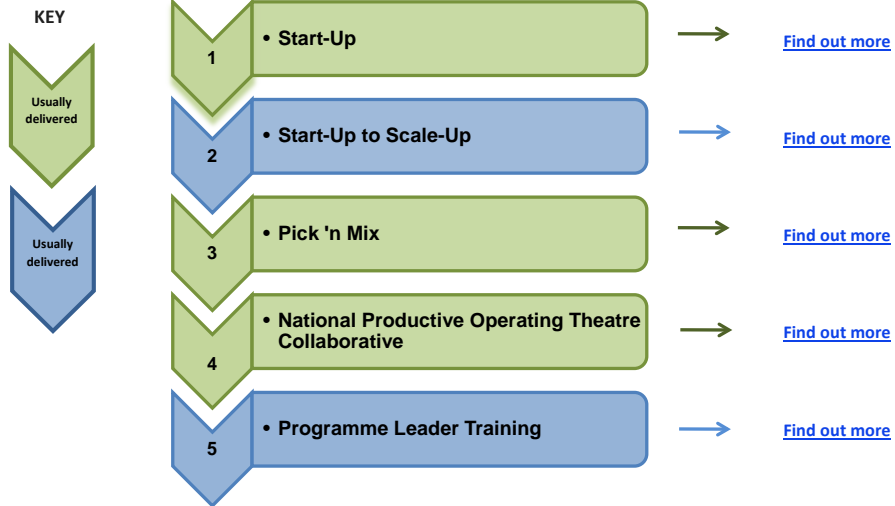 KEY
Usually
delivered
Usually
delivered
1
• Start-Up
Find out more
2
• Start-Up to Scale-Up
Find out more
3
• Pick 'n Mix
Find out more
4
• National Productive Operating Theatre
Collaborative
Find out more
5
• Programme Leader Training
Find out more